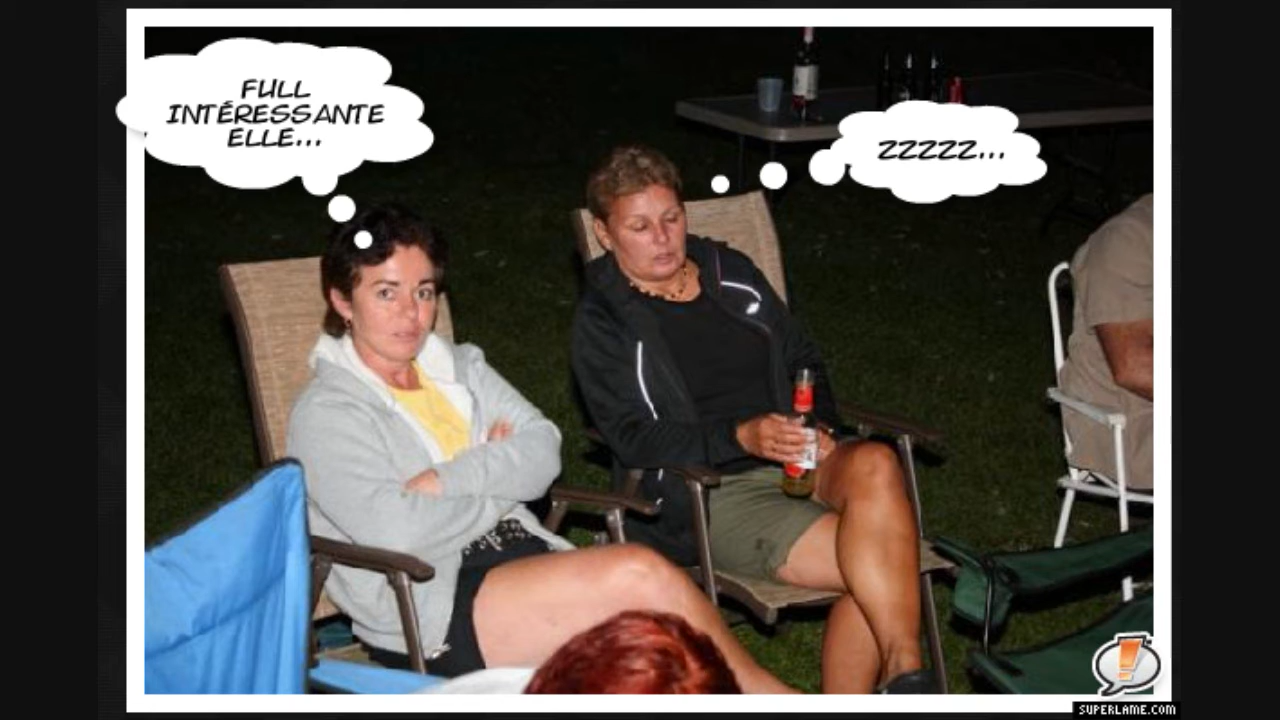 FULL
INTÉRESSANTE
ELLE...
ZZZZZ...
SUPERLAME.COM